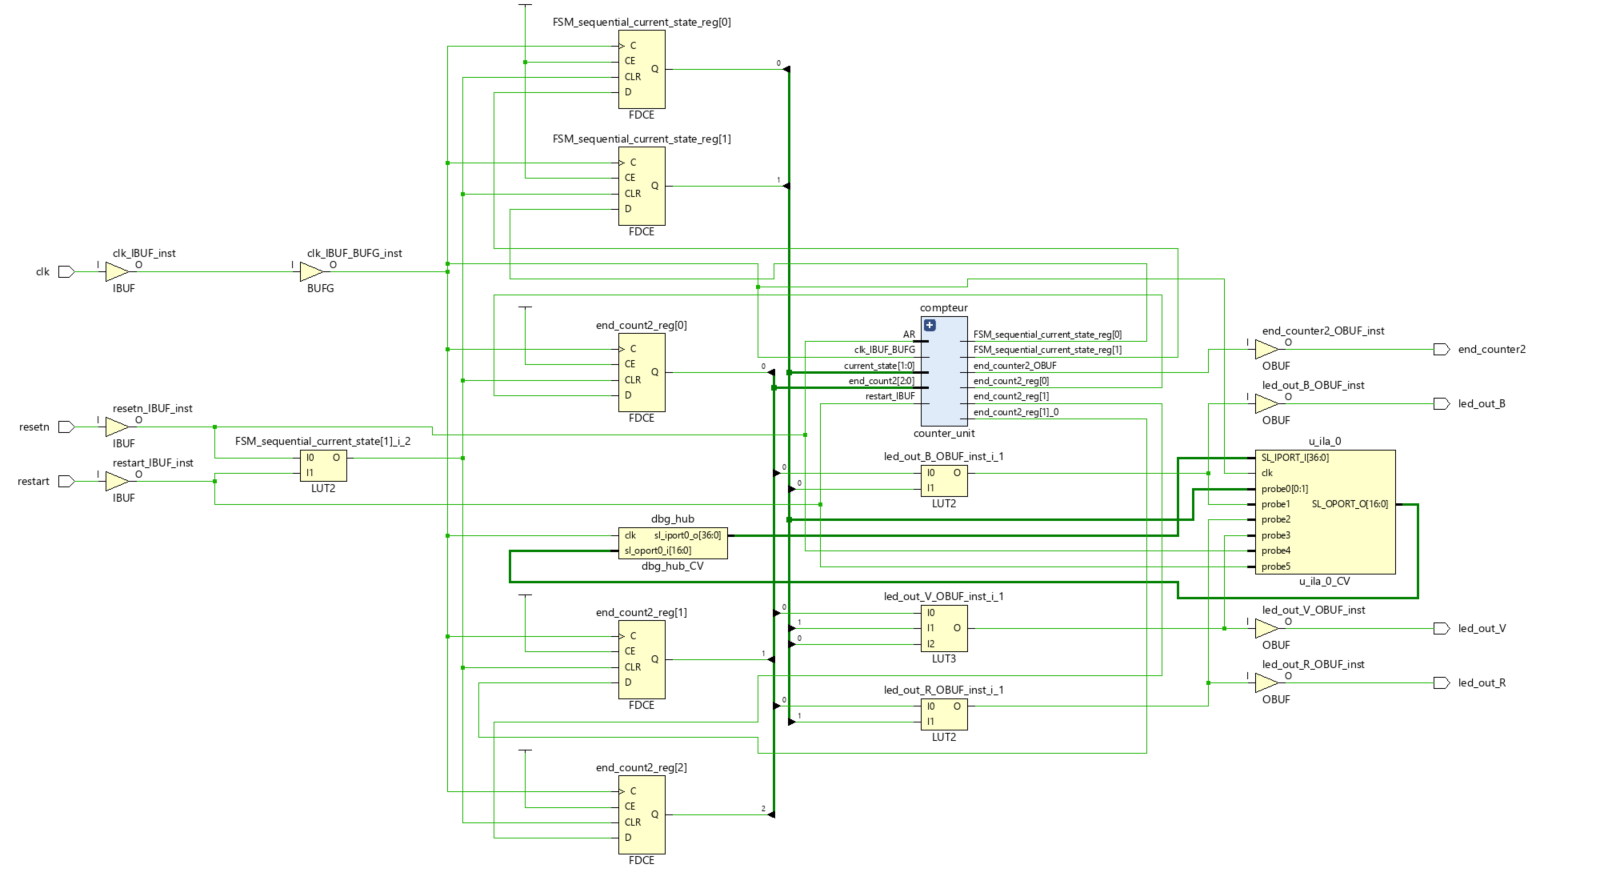 FSM_sequential_current_state_reg[0]
C
CE
CLR
D
Q
FDCE
0
FSM_sequential_current_state_reg[1]
C
CE
CLR
D
Q
FDCE
1
clk
clk_IBUF_inst
I
O
IBUF
clk_IBUF_BUFG_inst
I
O
BUFG
end_count2_reg[0]
C
CE
CLR
D
Q
FDCE
0
compteur
AR
clk_IBUF_BUFG
current_state[1:0]
end_count2[2:0]
restart_IBUF
FSM_sequential_current_state_reg[0]
FSM_sequential_current_state_reg[1]
end_counter2_OBUF
end_count2_reg[0]
end_count2_reg[1]
end_count2_reg[1]_0
counter_unit
end_counter2_OBUF_inst
I
O
OBUF
end_counter2
led_out_B_OBUF_inst
I
O
OBUF
led_out_B
resetn
resetn_IBUF_inst
I
O
IBUF
restart
restart_IBUF_inst
I
O
IBUF
FSM_sequential_current_state[1]_i_2
I0
I1
O
LUT2
led_out_B_OBUF_inst_i_1
0
0
I0
I1
O
LUT2
u_ila_0
SL_IPORT_I[36:0]
clk
probe0[0:1]
probe1
probe2
probe3
probe4
probe5
SL_OPORT_O[16:0]
u_ila_0_CV
dbg_hub
clk
sl_oport0_i[16:0]
sl_iport0_o[36:0]
dbg_hub_CV
end_count2_reg[1]
C
CE
CLR
D
Q
FDCE
1
led_out_V_OBUF_inst_i_1
0
1
0
I0
I1
I2
O
LUT3
led_out_V_OBUF_inst
I
O
OBUF
led_out_V
led_out_R_OBUF_inst_i_1
0
1
I0
I1
O
LUT2
led_out_R_OBUF_inst
I
O
OBUF
led_out_R
end_count2_reg[2]
C
CE
CLR
D
Q
FDCE
2